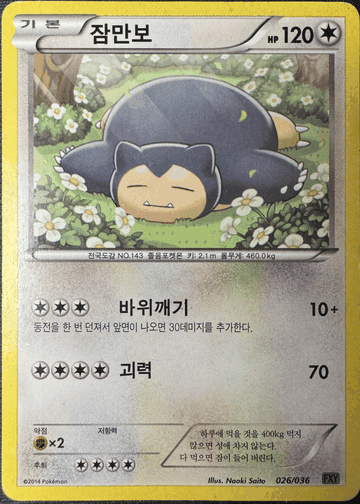 기본
잠만보
HP 120
전국도감 NO.143 졸음포켓몬 키: 2.1m 몸무게: 460.0kg
바위깨기 10+
동전을 한 번 던져서 앞면이 나오면 30데미지를 추가한다.
괴력 70
약점 저항력
×2
하루에 먹을 것을 400kg 먹지
않으면 성에 차지 않는다.
다 먹으면 잠이 들어 버린다.
후퇴
©2014 Pokémon
Illus. Naoki Saito
026/036
FXY